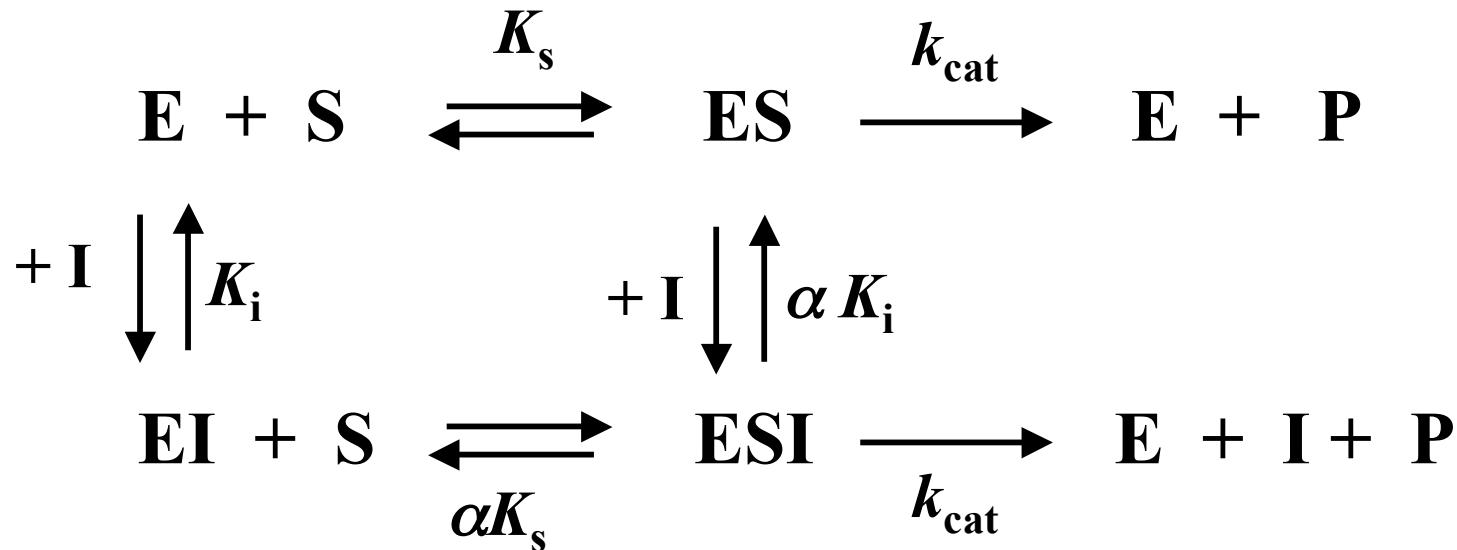 Ks kcat
E + S ES E + P
+ I Ki + I α Ki
EI + S ESI E + I + P
αKs kcat